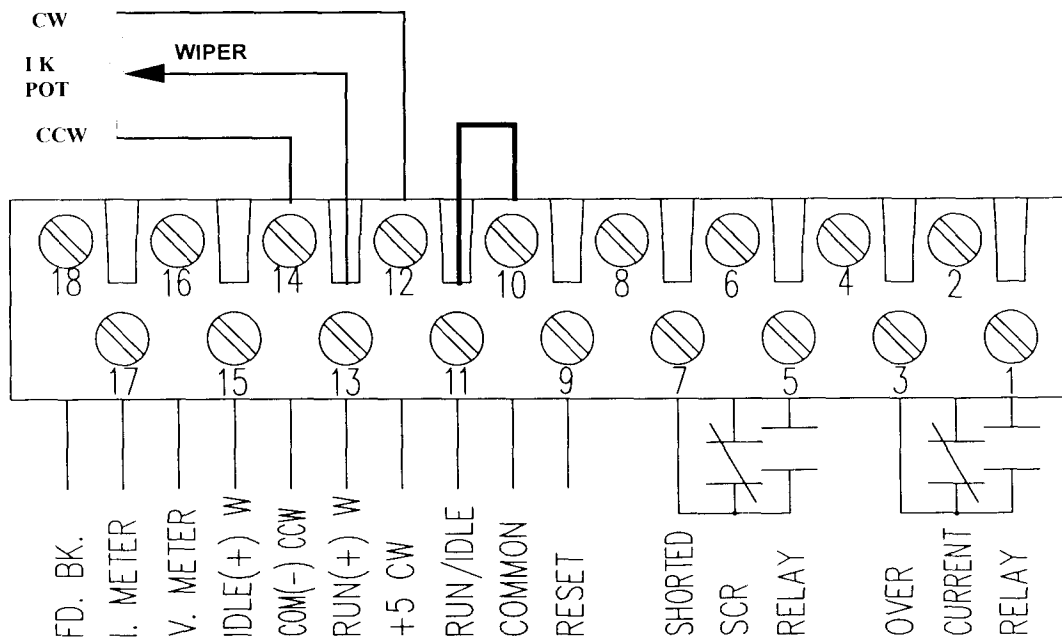 CW
WIPER
I K
POT
CCW
18
16
14
12
10
8
6
4
2
17
15
13
11
9
7
5
3
1
FD. BK.
I. METER
V. METER
IDLE(+) W
COM(-) CCW
RUN(+) W
+5 CW
RUN/IDLE
COMMON
RESET
SHORTED
SCR
RELAY
OVER
CURRENT
RELAY